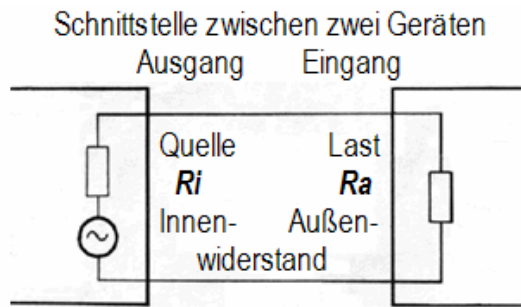 Schnittstelle zwischen zwei Geräten
Ausgang Eingang
Quelle Last
Ri Ra
Innen- Außen-
widerstand